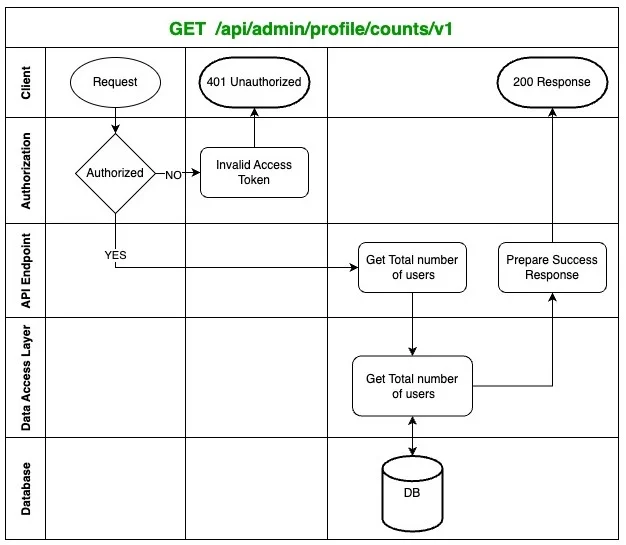 GET /api/admin/profile/counts/v1
Client
Request
401 Unauthorized
200 Response
Authorization
Authorized
NO
Invalid Access
Token
YES
API Endpoint
Get Total number
of users
Prepare Success
Response
Data Access Layer
Get Total number
of users
Database
DB